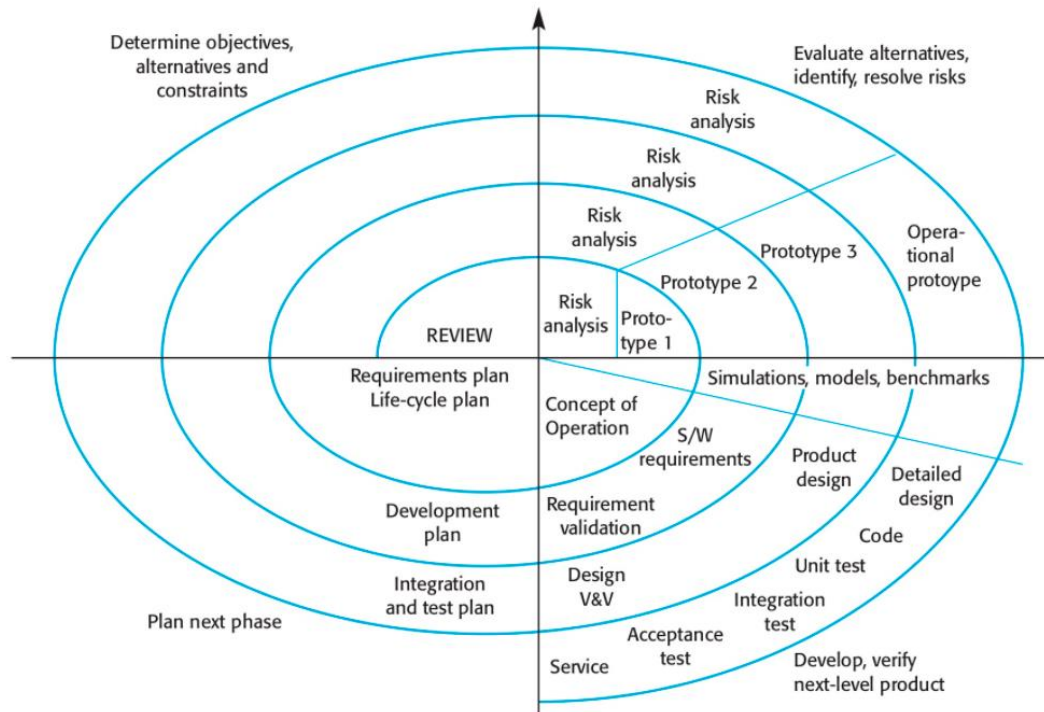 Determine objectives,
alternatives and
constraints
Evaluate alternatives,
identify, resolve risks
Risk
analysis
Risk
analysis
Risk
analysis
Risk
analysis
Proto-
type 1
Prototype 2
Prototype 3
Opera-
tional
protoype
REVIEW
Requirements plan
Life-cycle plan
Simulations, models, benchmarks
Concept of
Operation
S/W
requirements
Product
design
Detailed
design
Development
plan
Requirement
validation
Code
Unit test
Integration
and test plan
Design
V&V
Integration
test
Acceptance
test
Service
Plan next phase
Develop, verify
next-level product